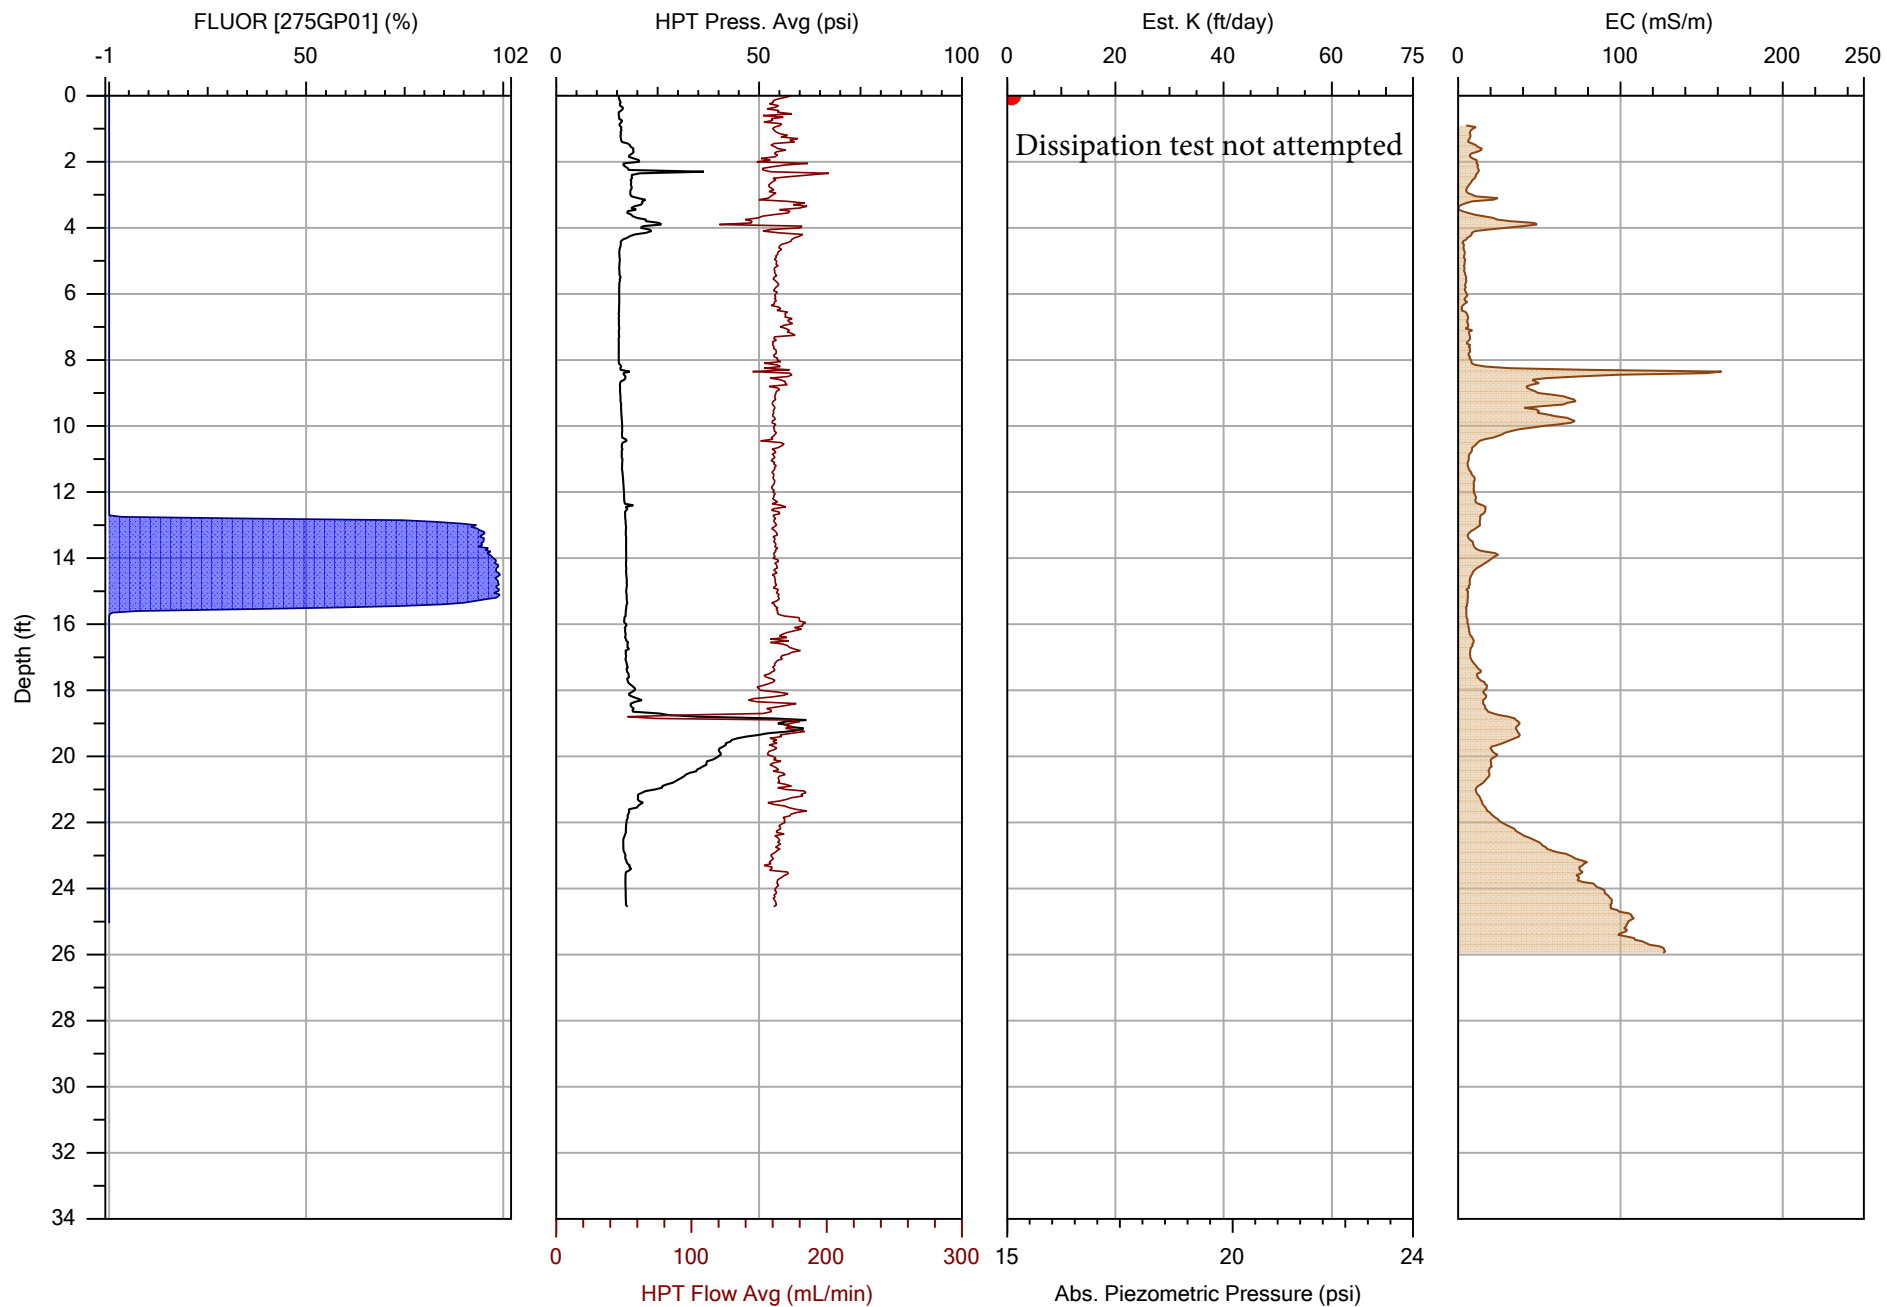 FLUOR [275GP01] (%)
HPT Press. Avg (psi)
Est. K (ft/day)
EC (mS/m)
-1 50 102
0 50 100
0 20 40 60 75
0 100 200 250
Dissipation test not attempted
Depth (ft)
0
2
4
6
8
10
12
14
16
18
20
22
24
26
28
30
32
34
0 100 200 300
15 20 24
HPT Flow Avg (mL/min)
Abs. Piezometric Pressure (psi)